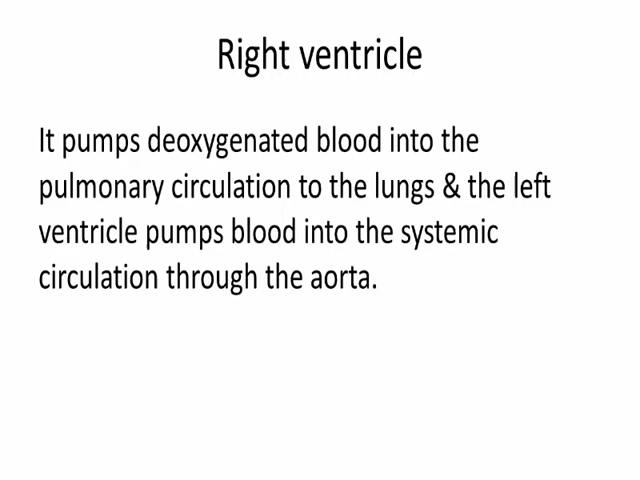 Right ventricle
It pumps deoxygenated blood into the
pulmonary circulation to the lungs & the left
ventricle pumps blood into the systemic
circulation through the aorta.